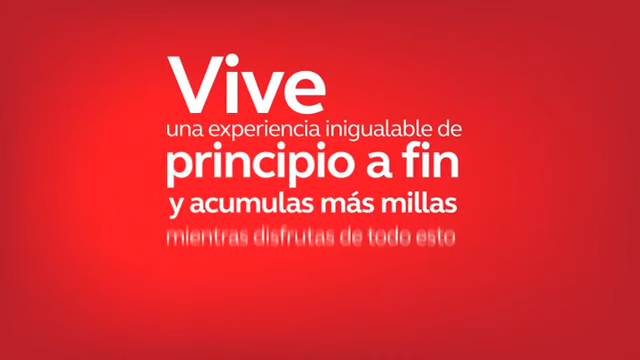 Vive
una experiencia inigualable de
principio a fin
y acumulas más millas
mientras disfrutas de todo esto